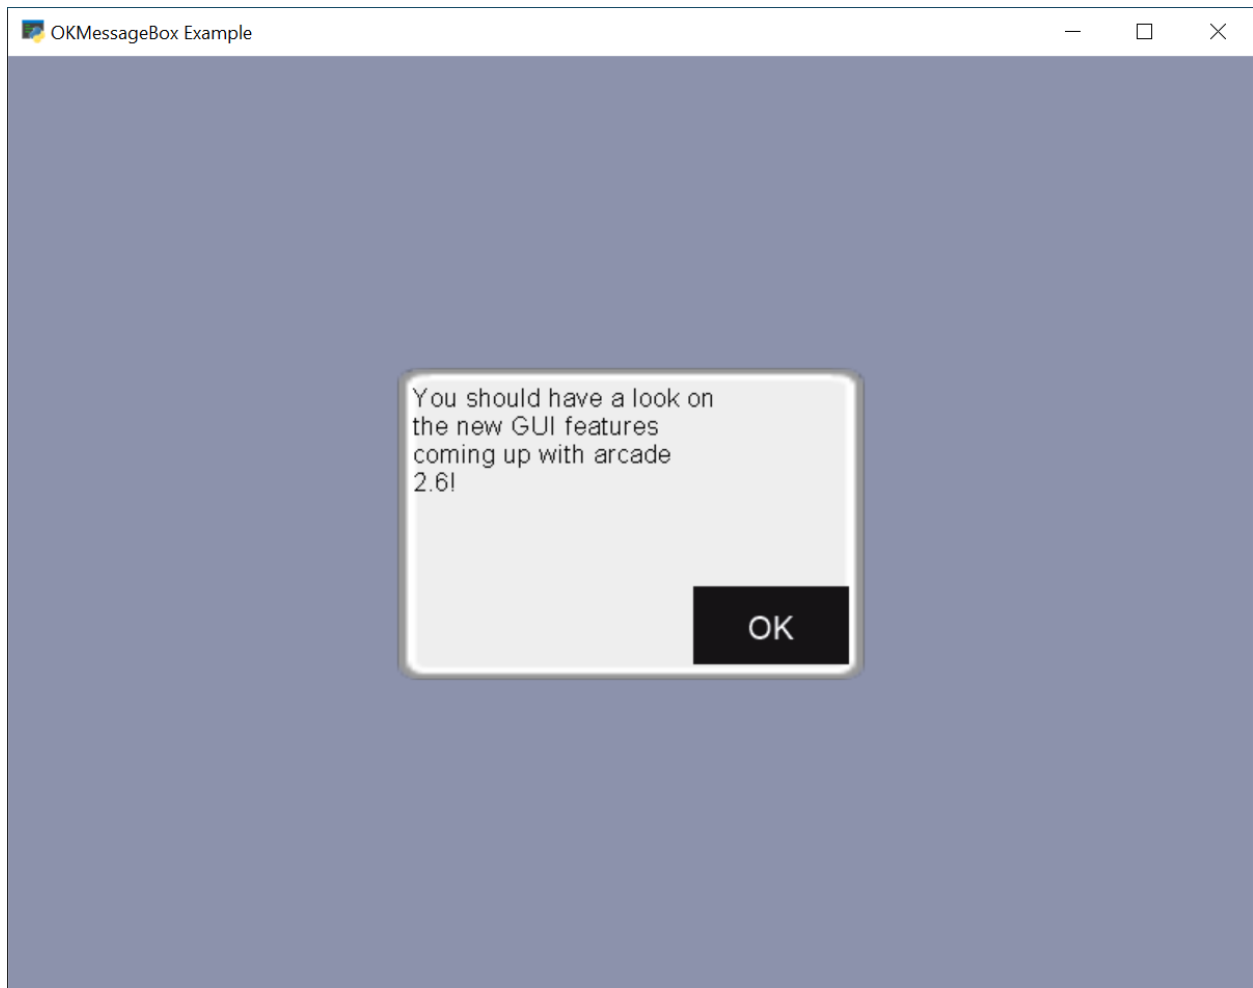 OKMessageBox Example
You should have a look on
the new GUI features
coming up with arcade
2.6!
OK